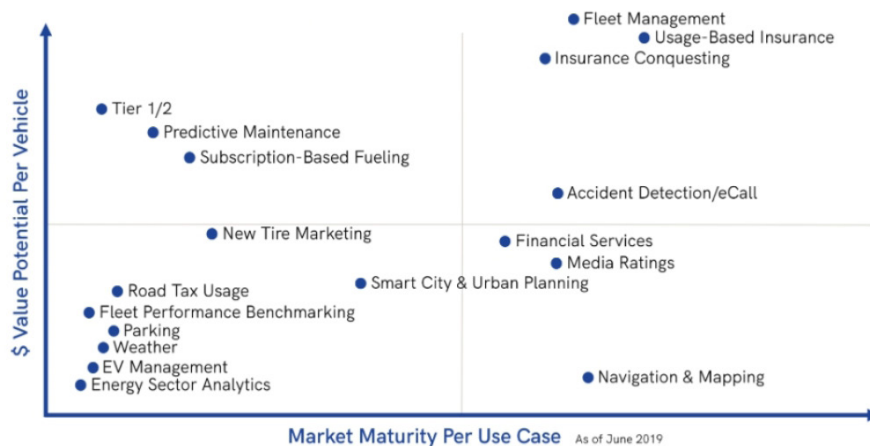 Fleet Management
Usage-Based Insurance
Insurance Conquesting
Tier 1/2
Predictive Maintenance
Subscription-Based Fueling
Accident Detection/eCall
New Tire Marketing
Financial Services
Media Ratings
Smart City & Urban Planning
Road Tax Usage
Fleet Performance Benchmarking
Parking
Weather
EV Management
Navigation & Mapping
Energy Sector Analytics
$ Value Potential Per Vehicle
Market Maturity Per Use Case As of June 2019